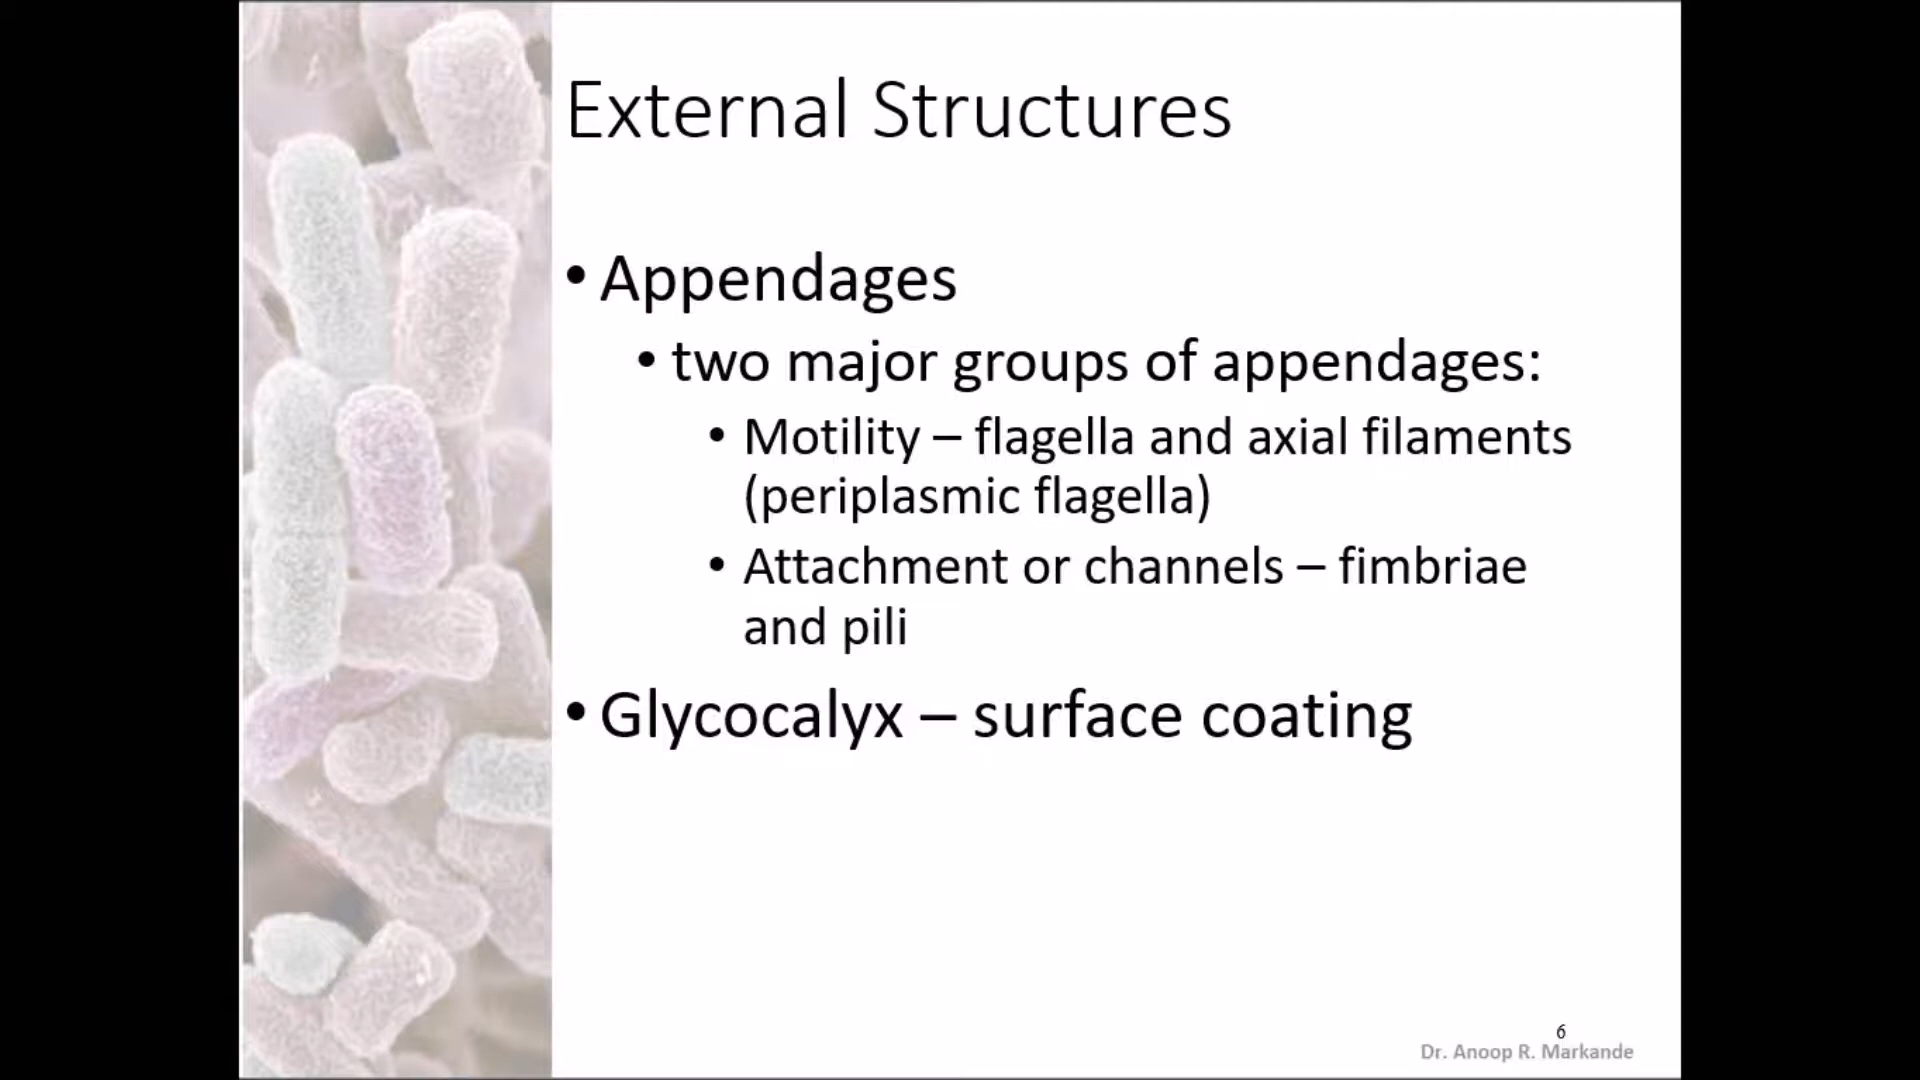 External Structures
• Appendages
• two major groups of appendages:
• Motility – flagella and axial filaments
(periplasmic flagella)
• Attachment or channels – fimbriae
and pili
• Glycocalyx – surface coating
6
Dr. Anoop R. Markande